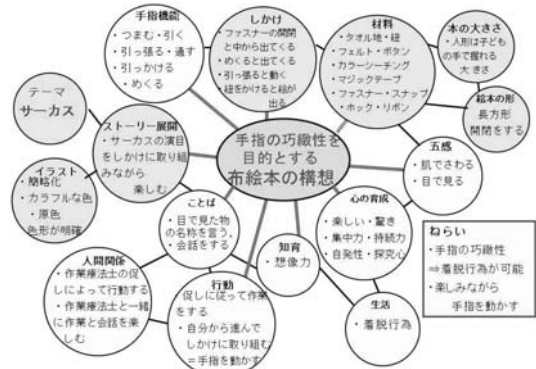 手指機能
・つまむ・引く
・引っ張る・通す
・引っかける
・めくる
しかけ
・ファスナーの開閉
と中から出てくる
・めくると出てくる
・引っ張ると動く
・紐をかけると絵が
出る
材料
・タオル地・紐
・フェルト・ボタン
・カラーシーチング
・マジックテープ
・ファスナー・スナップ
・ホック・リボン
本の大きさ
・人形は子ども
の手で握れる
大きさ
絵本の形
長方形
開閉をする
テーマ
サーカス
ストーリー展開
・サーカスの演目
をしかけに取り組
みながら
楽しむ
手指の巧緻性を
目的とする
布絵本の構想
五感
・肌でさわる
・目で見る
イラスト
・簡略化
・カラフルな色
・原色
色形が明確
ことば
・目で見た物
の名称を言う。
・会話をする
心の育成
・楽しい・驚き
・集中力・持続力
・自発性・探究心
知育
・想像力
ねらい
・手指の巧緻性
⇒着脱行為が可能
・楽しみながら
手指を動かす
人間関係
・作業療法士の促
しによって行動する
・作業療法士と一緒
に作業と会話を楽
しむ
行動
・促しに従って作業
をする
・自分から進んで
しかけに取り組む
＝手指を動かす
生活
・着脱行為